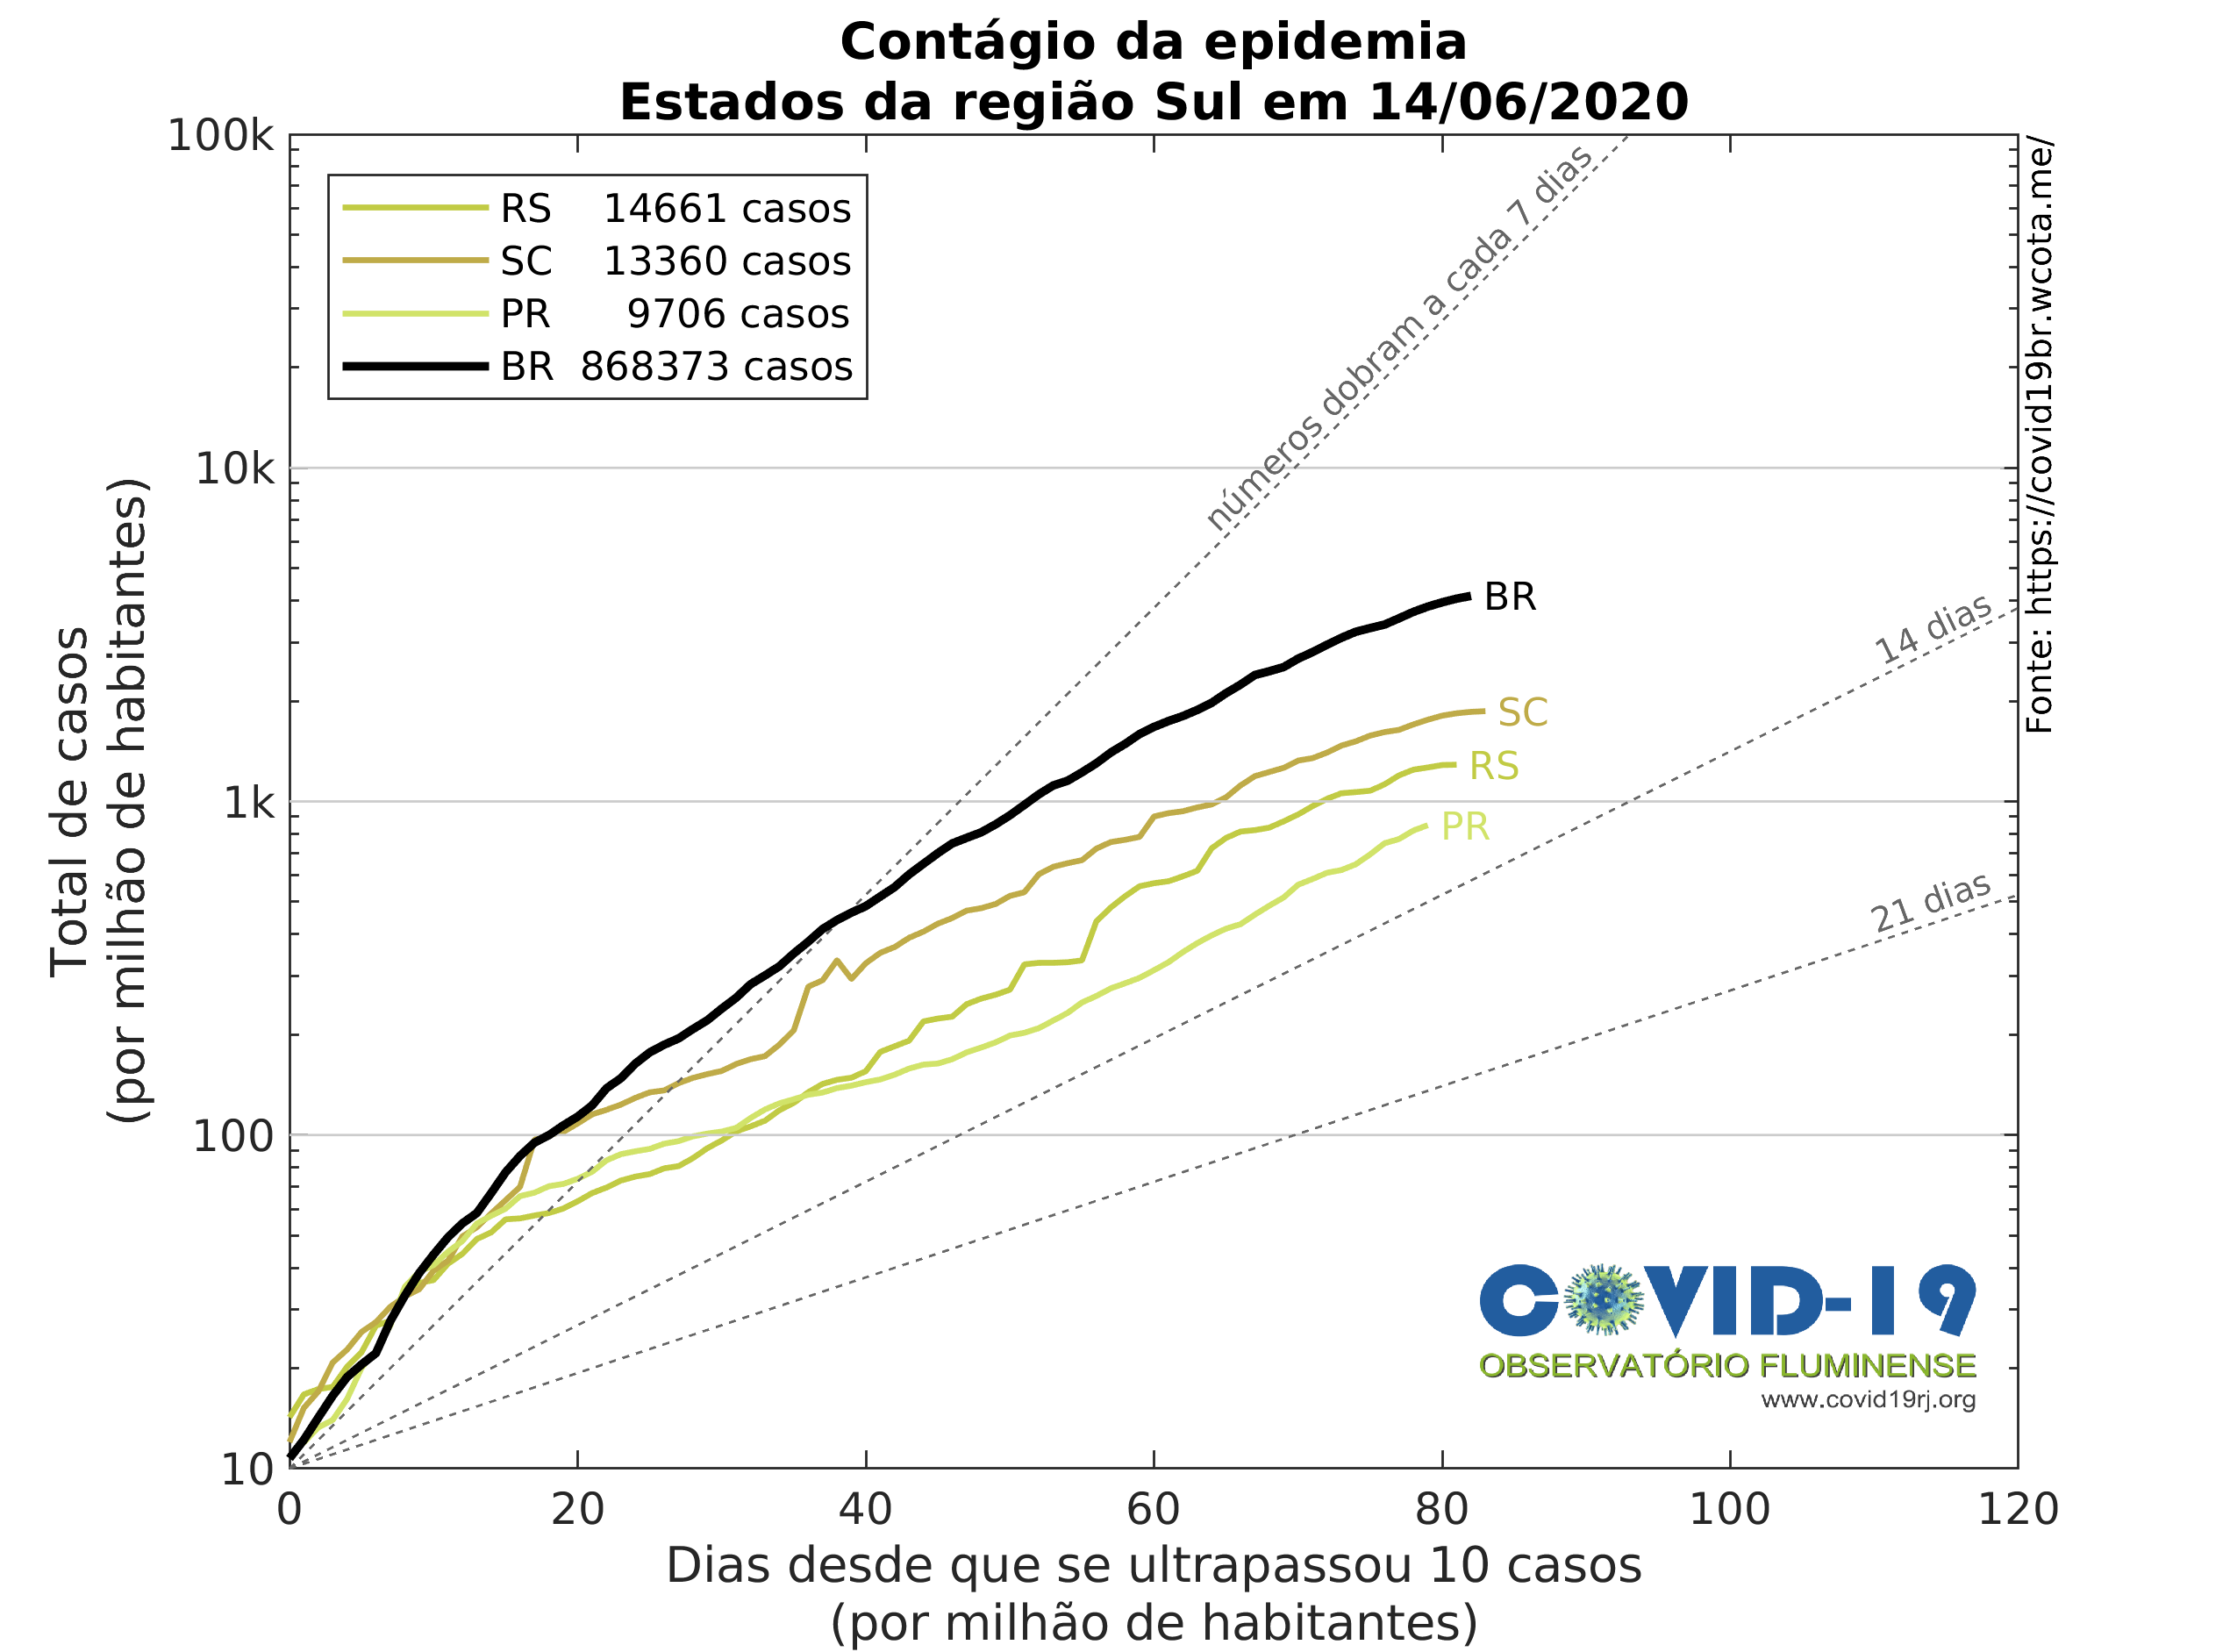 Contágio da epidemia
Estados da região Sul em 14/06/2020
100k
10k
1k
100
10
Total de casos
(por milhão de habitantes)
RS 14661 casos
SC 13360 casos
PR 9706 casos
BR 868373 casos
números dobram a cada 7 dias
14 dias
21 dias
BR
SC
RS
PR
Fonte: https://covid19br.wcota.me/
COVID-19
OBSERVATÓRIO FLUMINENSE
www.covid19rj.org
0 20 40 60 80 100 120
Dias desde que se ultrapassou 10 casos
(por milhão de habitantes)